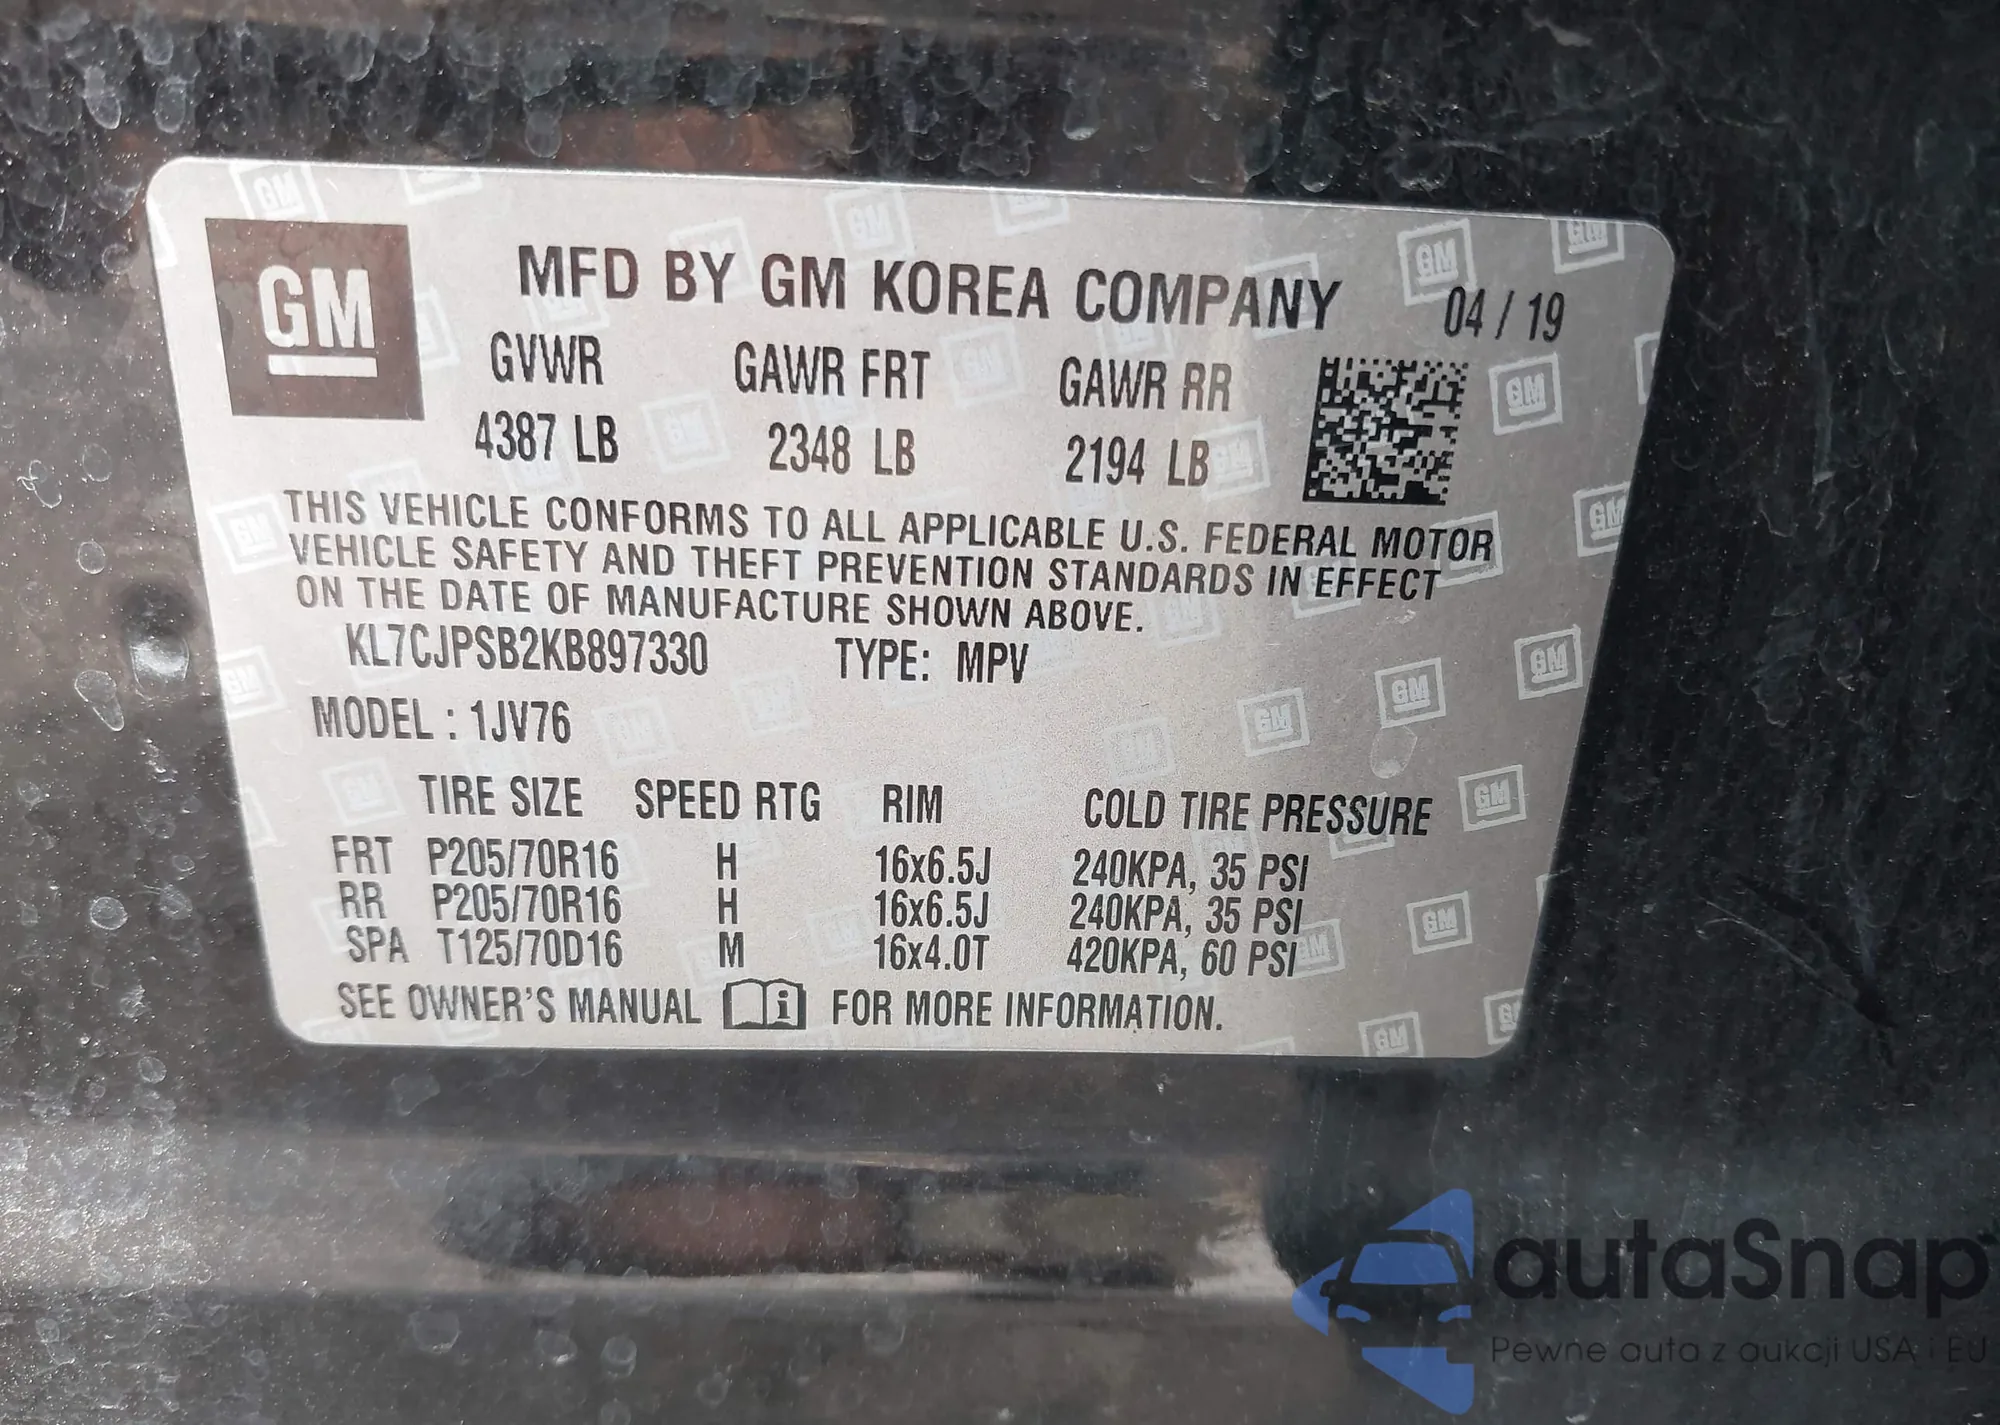 GM
MFD BY GM KOREA COMPANY 04 / 19
GVWR GAWR FRT GAWR RR
4387 LB 2348 LB 2194 LB
THIS VEHICLE CONFORMS TO ALL APPLICABLE U.S. FEDERAL MOTOR
VEHICLE SAFETY AND THEFT PREVENTION STANDARDS IN EFFECT
ON THE DATE OF MANUFACTURE SHOWN ABOVE.
KL7CJPSB2KB897330 TYPE: MPV
MODEL : 1JV76
TIRE SIZE SPEED RTG RIM COLD TIRE PRESSURE
FRT P205/70R16 H 16x6.5J 240KPA, 35 PSI
RR P205/70R16 H 16x6.5J 240KPA, 35 PSI
SPA T125/70D16 M 16x4.0T 420KPA, 60 PSI
SEE OWNER'S MANUAL i FOR MORE INFORMATION.
autaSnap
Pewne auta z aukcji USA i EU